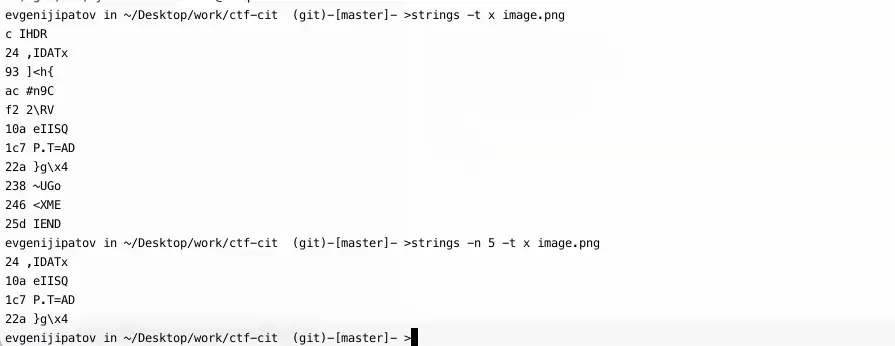 evgenijipatov in ~/Desktop/work/ctf-cit  (git)-[master]- >strings -t x image.png
c IHDR
24 ,IDATx
93 ]<h{
ac #n9C
f2 2\RV
10a eIISQ
1c7 P.T=AD
22a }g\x4
238 ~UGo
246 <XME
25d IEND
evgenijipatov in ~/Desktop/work/ctf-cit  (git)-[master]- >strings -n 5 -t x image.png
24 ,IDATx
10a eIISQ
1c7 P.T=AD
22a }g\x4
evgenijipatov in ~/Desktop/work/ctf-cit  (git)-[master]- >